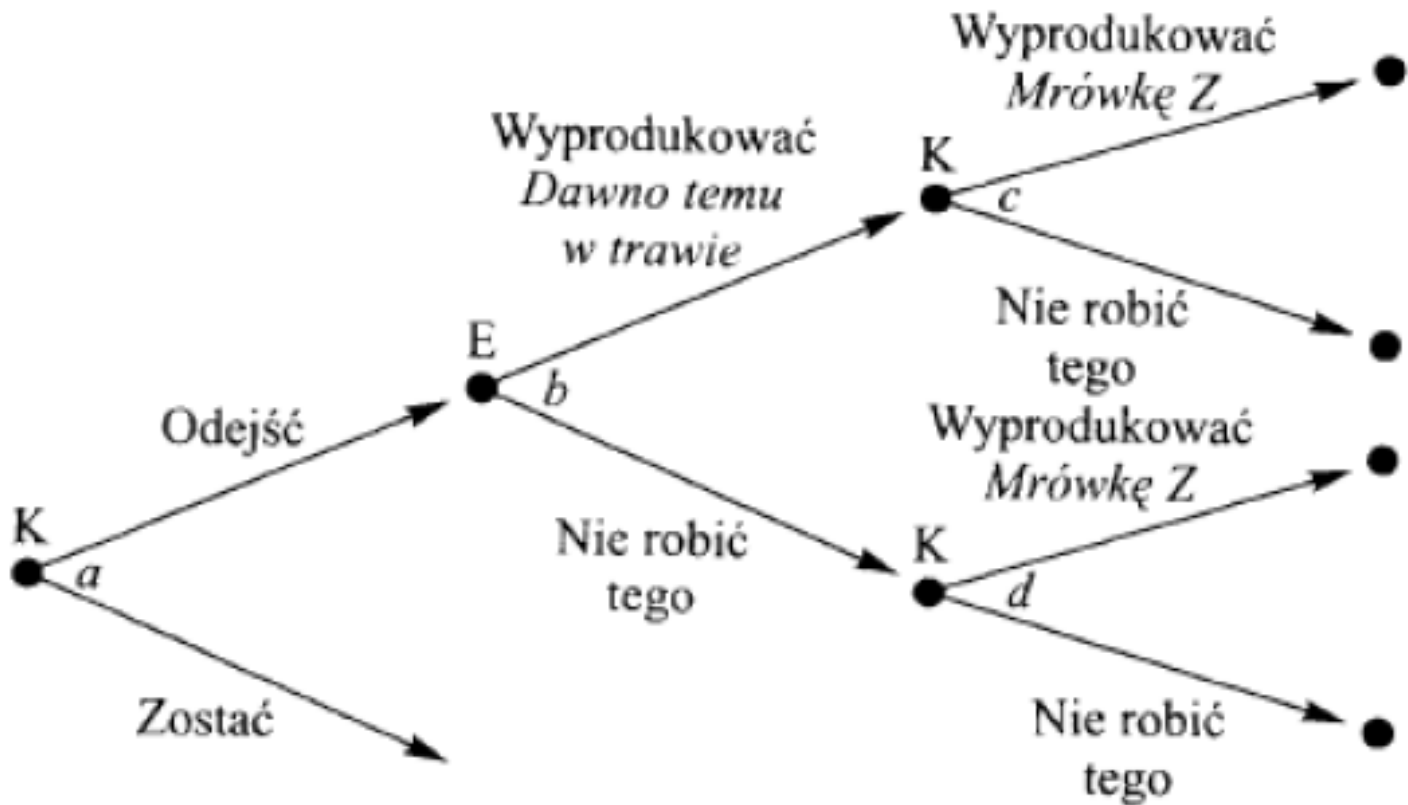 Wyprodukować
Mrówkę Z
K
c
Nie robić
tego
Wyprodukować
Dawno temu
w trawie
E
b
Nie robić
tego
Wyprodukować
Mrówkę Z
K
d
Nie robić
tego
Odejść
K
a
Zostać